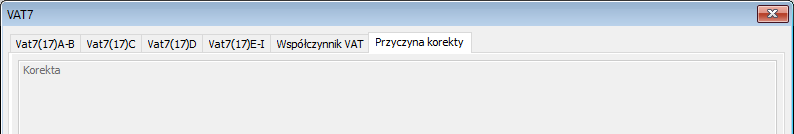 VAT7
Vat7(17)A-B Vat7(17)C Vat7(17)D Vat7(17)E-I Współczynnik VAT Przyczyna korekty
Korekta